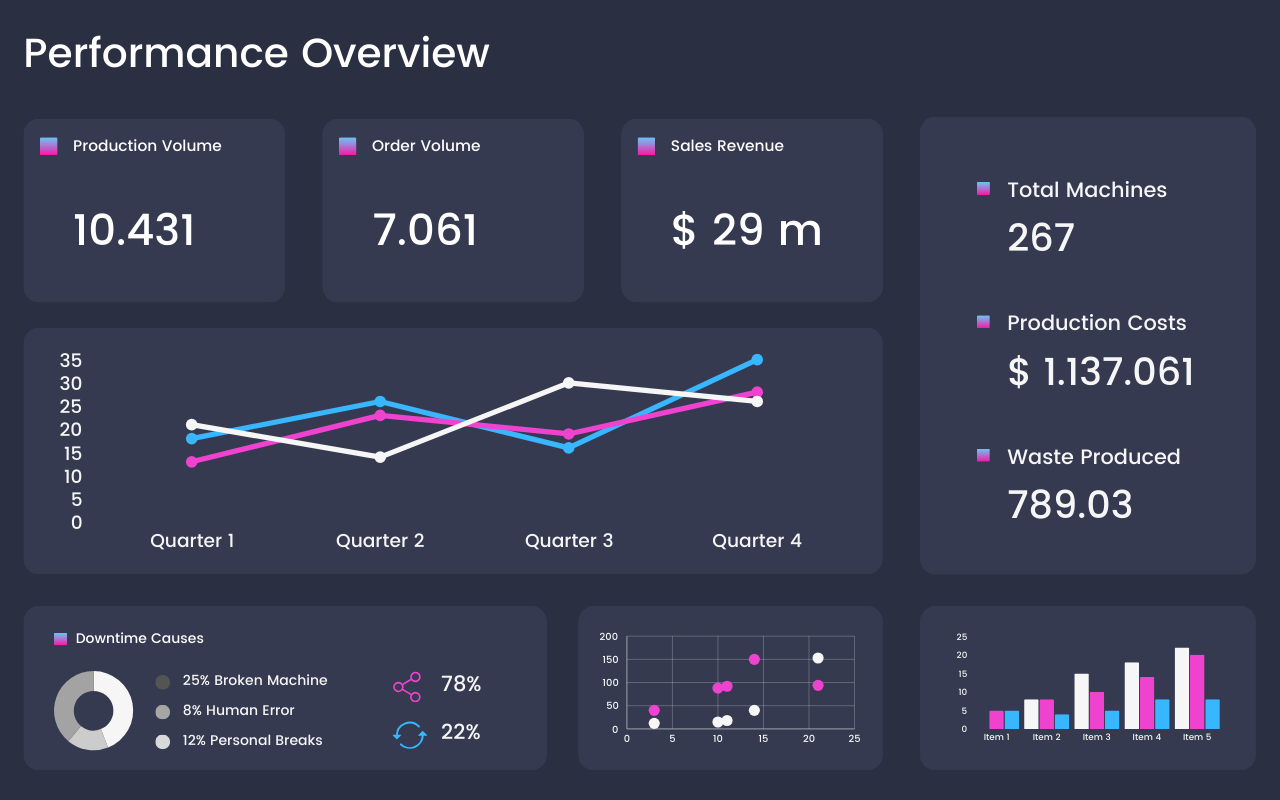 Performance Overview
Production Volume
10.431
Order Volume
7.061
Sales Revenue
$ 29 m
Total Machines
267
Production Costs
$ 1.137.061
Waste Produced
789.03
35
30
25
20
15
10
5
0
Quarter 1 Quarter 2 Quarter 3 Quarter 4
Downtime Causes
25% Broken Machine
8% Human Error
12% Personal Breaks
78%
22%
200
150
100
50
0
0 5 10 15 20 25
25
20
15
10
5
0
Item 1 Item 2 Item 3 Item 4 Item 5